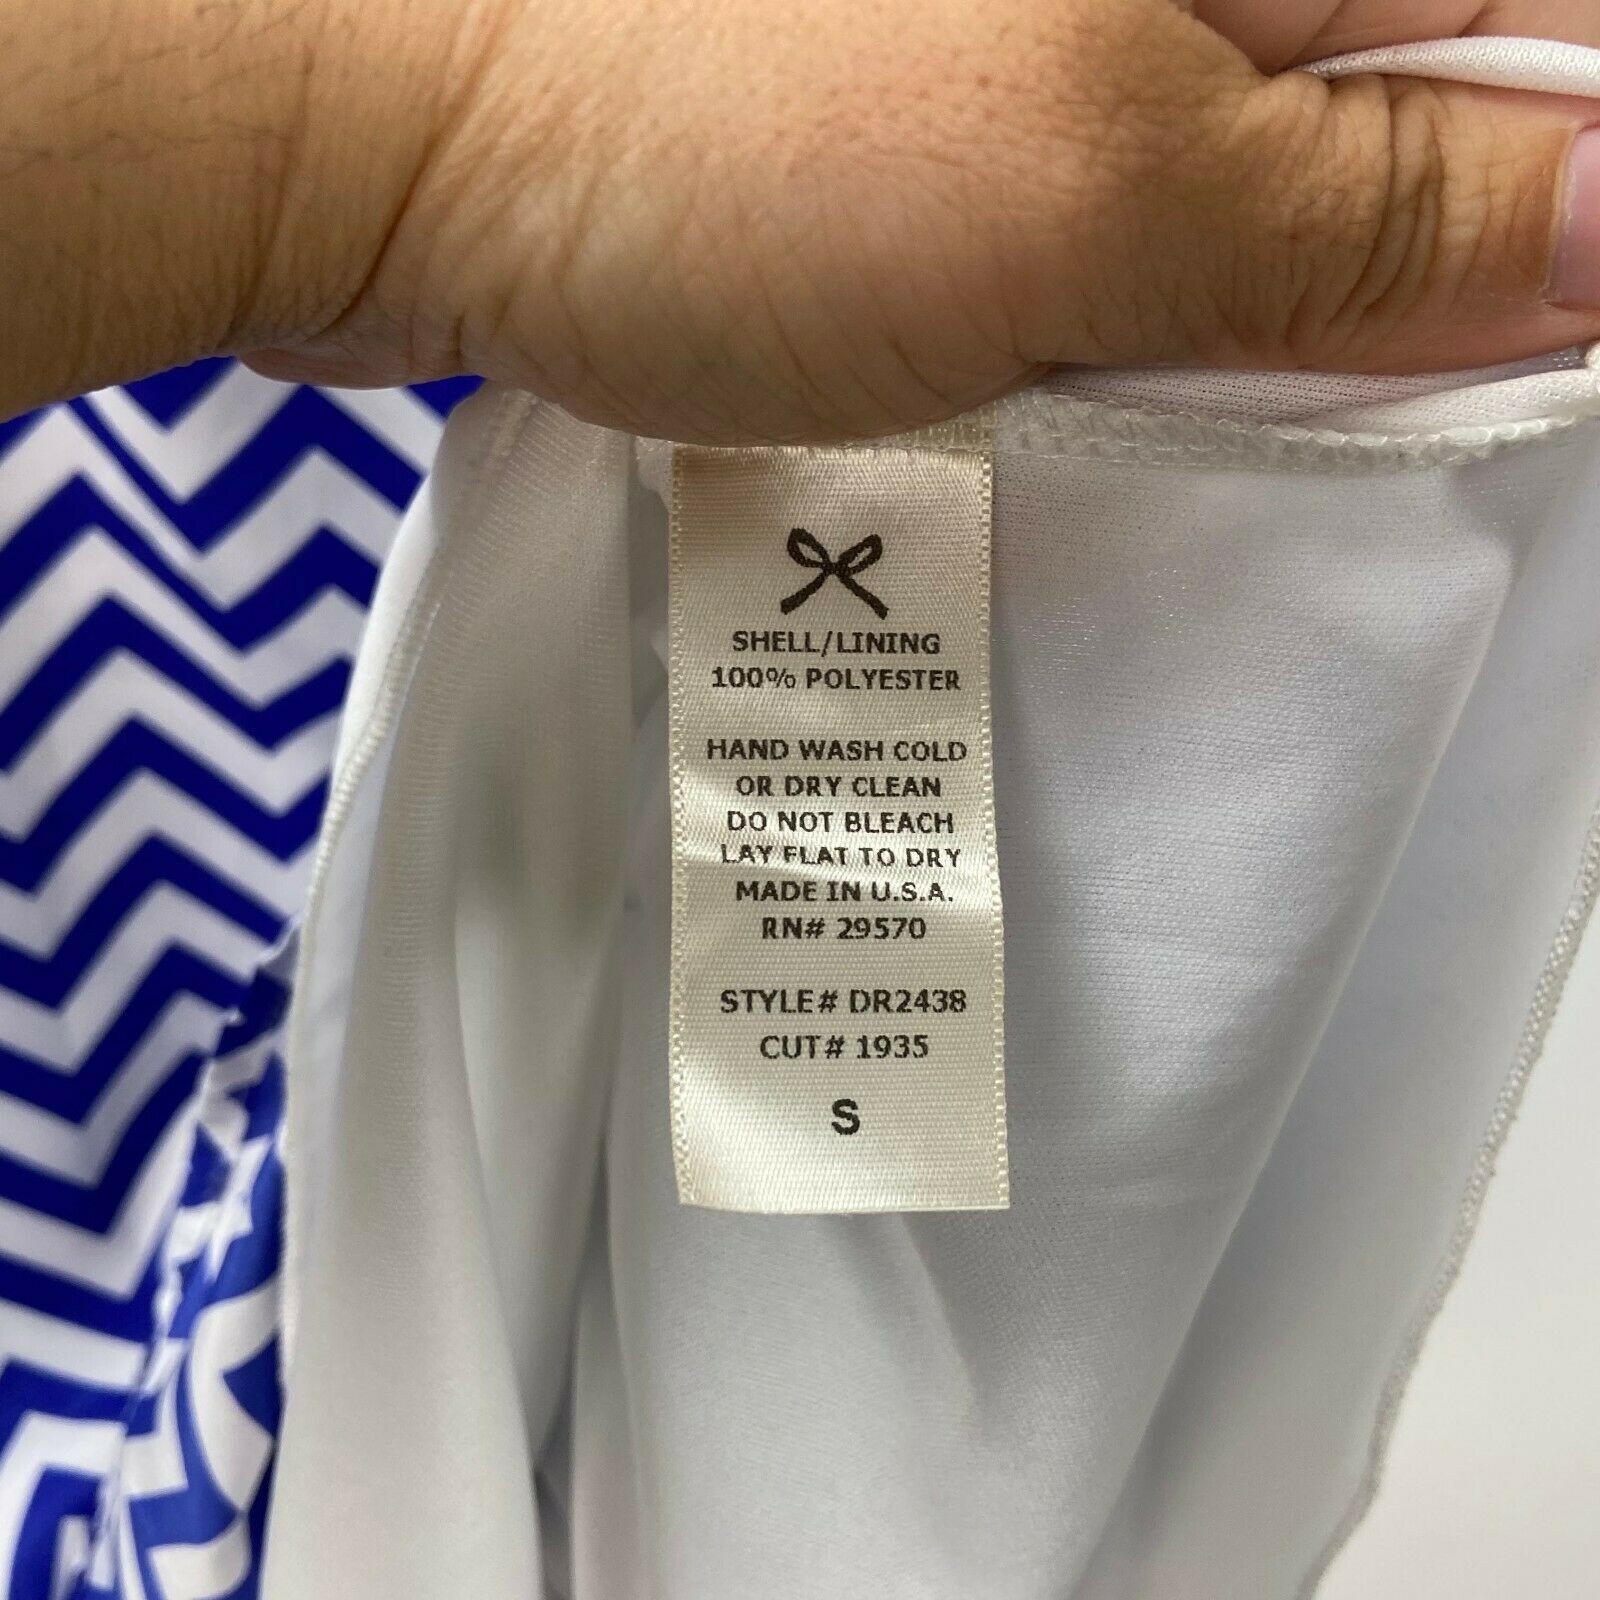 SHELL/LINING
100% POLYESTER
HAND WASH COLD
OR DRY CLEAN
DO NOT BLEACH
LAY FLAT TO DRY
MADE IN U.S.A.
RN# 29570
STYLE# DR2438
CUT# 1935
S